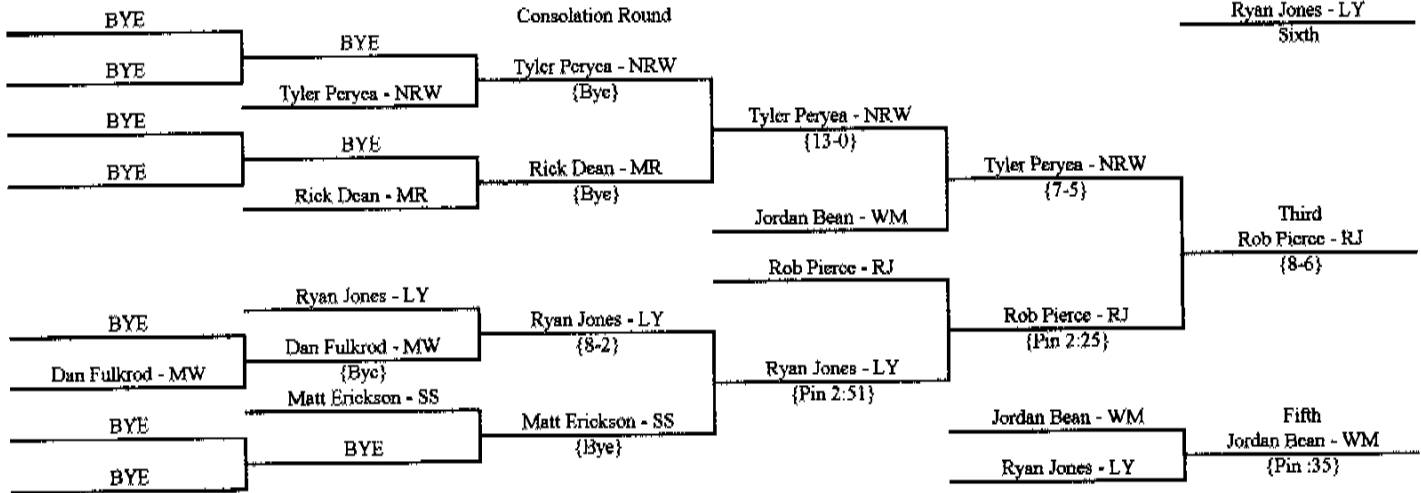 Consolation Round
Ryan Jones - LY
Sixth
BYE
BYE
BYE
BYE
BYE
Tyler Peryea - NRW
BYE
Rick Dean - MR
Tyler Peryea - NRW
{Bye}
Rick Dean - MR
{Bye}
Tyler Peryea - NRW
{13-0}
Jordan Bean - WM
Tyler Peryea - NRW
{7-5}
Third
Rob Pierce - RJ
{8-6}
BYE
Dan Fulkrod - MW
BYE
BYE
Ryan Jones - LY
Dan Fulkrod - MW
{Bye}
Matt Erickson - SS
BYE
Ryan Jones - LY
{8-2}
Matt Erickson - SS
{Bye}
Rob Pierce - RJ
Ryan Jones - LY
{Pin 2:51}
Rob Pierce - RJ
{Pin 2:25}
Jordan Bean - WM
Ryan Jones - LY
Fifth
Jordan Bean - WM
{Pin :35}